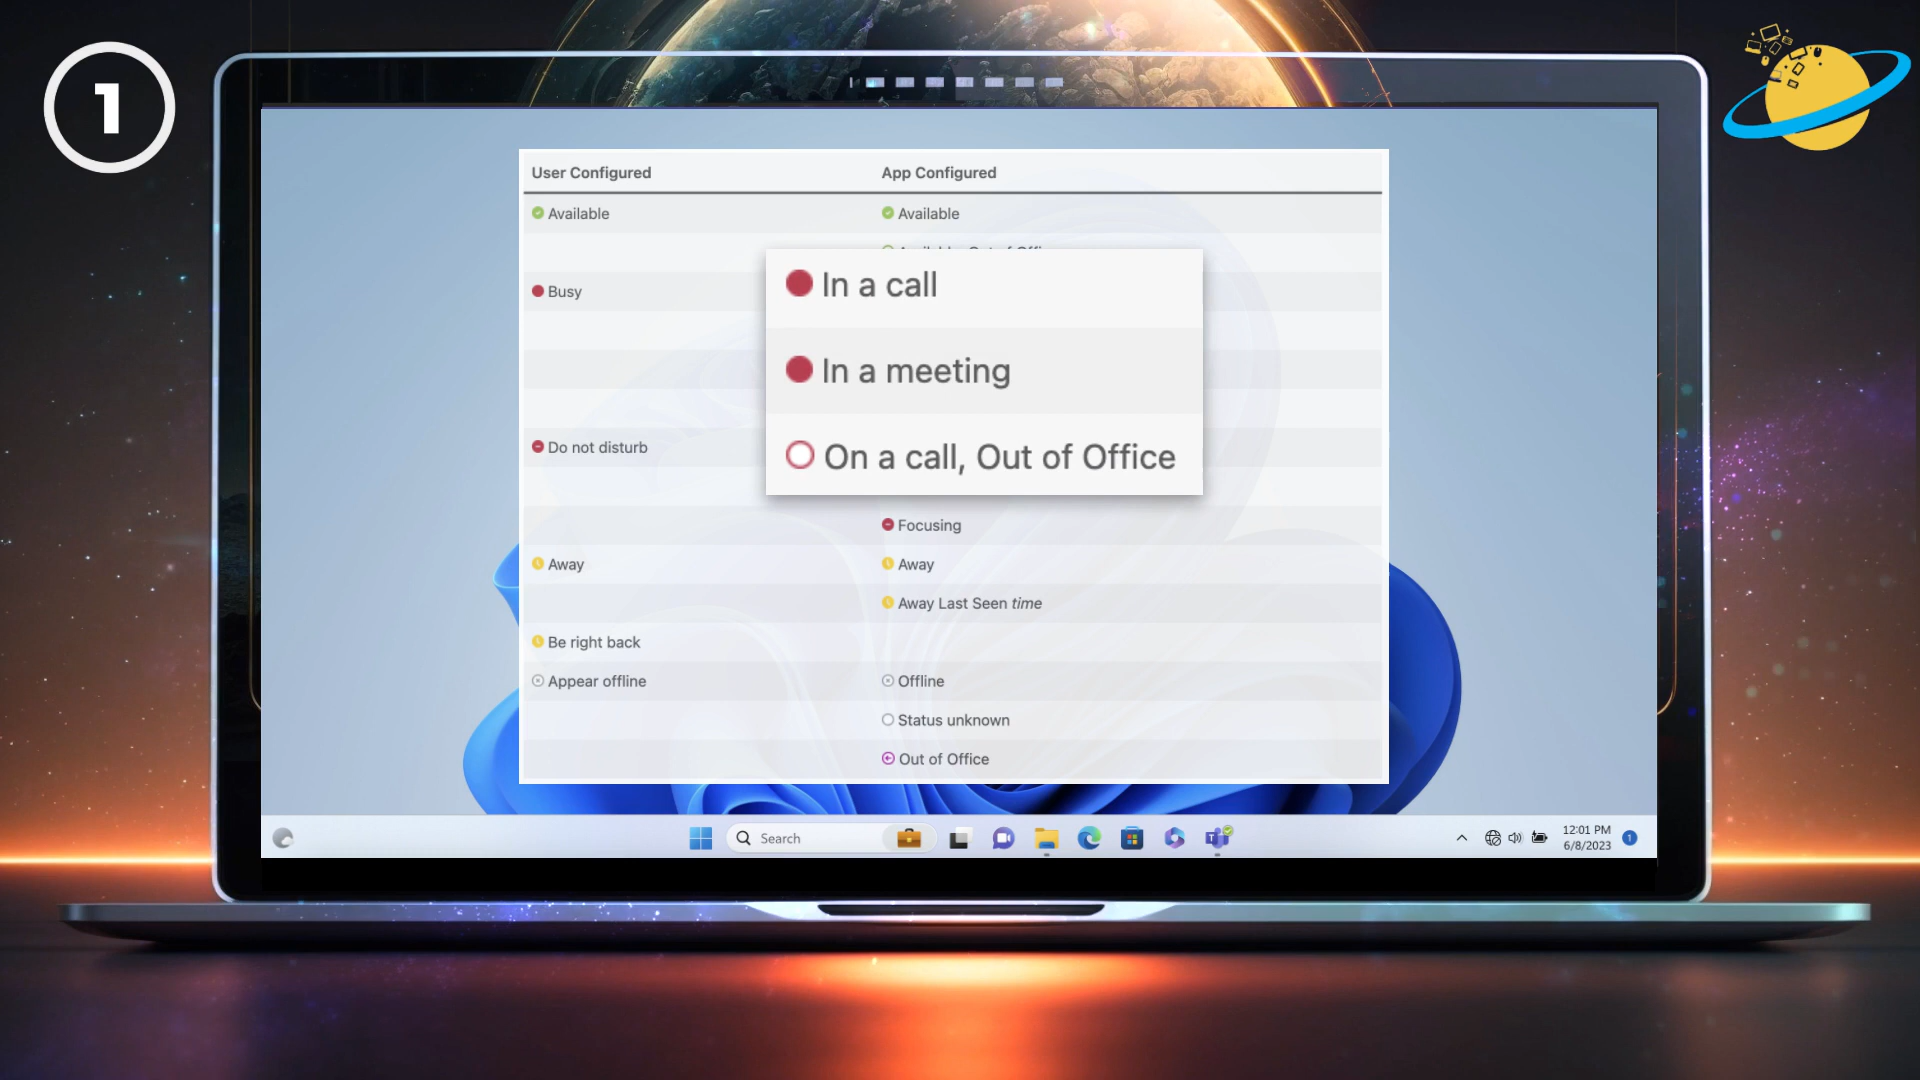 1
User Configured App Configured
Available Available
In a call
Busy
In a meeting
Do not disturb
On a call, Out of Office
Focusing
Away Away
Away Last Seen time
Be right back
Appear offline Offline
Status unknown
Out of Office
Search
12:01 PM
6/8/2023
1